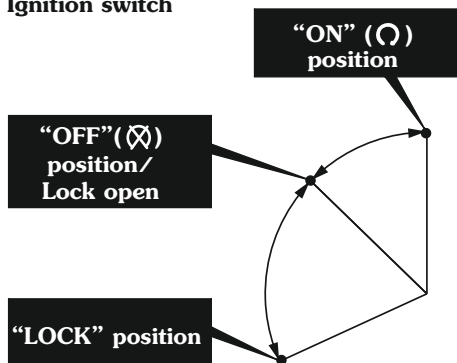 Ignition switch
“ON” (Ω)
position
“OFF”(⊗)
position/
Lock open
“LOCK” position